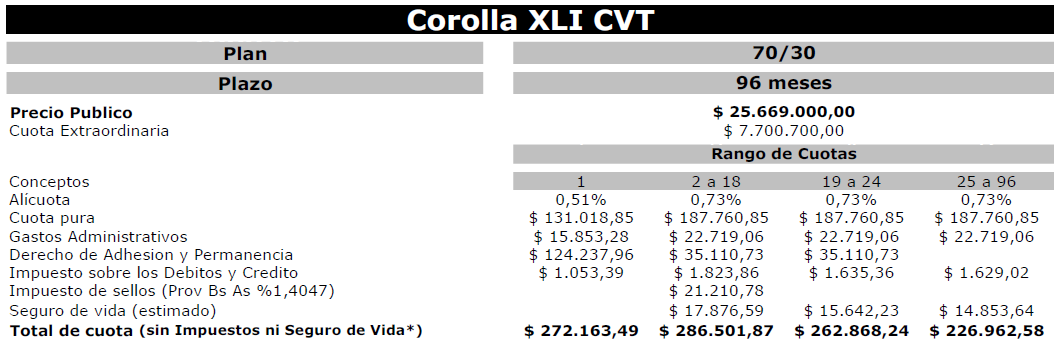 Corolla XLI CVT
Plan 70/30
Plazo 96 meses
Precio Publico $ 25.669.000,00
Cuota Extraordinaria $ 7.700.700,00
Rango de Cuotas
Conceptos 1 2 a 18 19 a 24 25 a 96
Alícuota 0,51% 0,73% 0,73% 0,73%
Cuota pura $ 131.018,85 $ 187.760,85 $ 187.760,85 $ 187.760,85
Gastos Administrativos $ 15.853,28 $ 22.719,06 $ 22.719,06 $ 22.719,06
Derecho de Adhesion y Permanencia $ 124.237,96 $ 35.110,73 $ 35.110,73
Impuesto sobre los Debitos y Credito $ 1.053,39 $ 1.823,86 $ 1.635,36 $ 1.629,02
Impuesto de sellos (Prov Bs As %1,4047) $ 21.210,78
Seguro de vida (estimado) $ 17.876,59 $ 15.642,23 $ 14.853,64
Total de cuota (sin Impuestos ni Seguro de Vida*) $ 272.163,49 $ 286.501,87 $ 262.868,24 $ 226.962,58